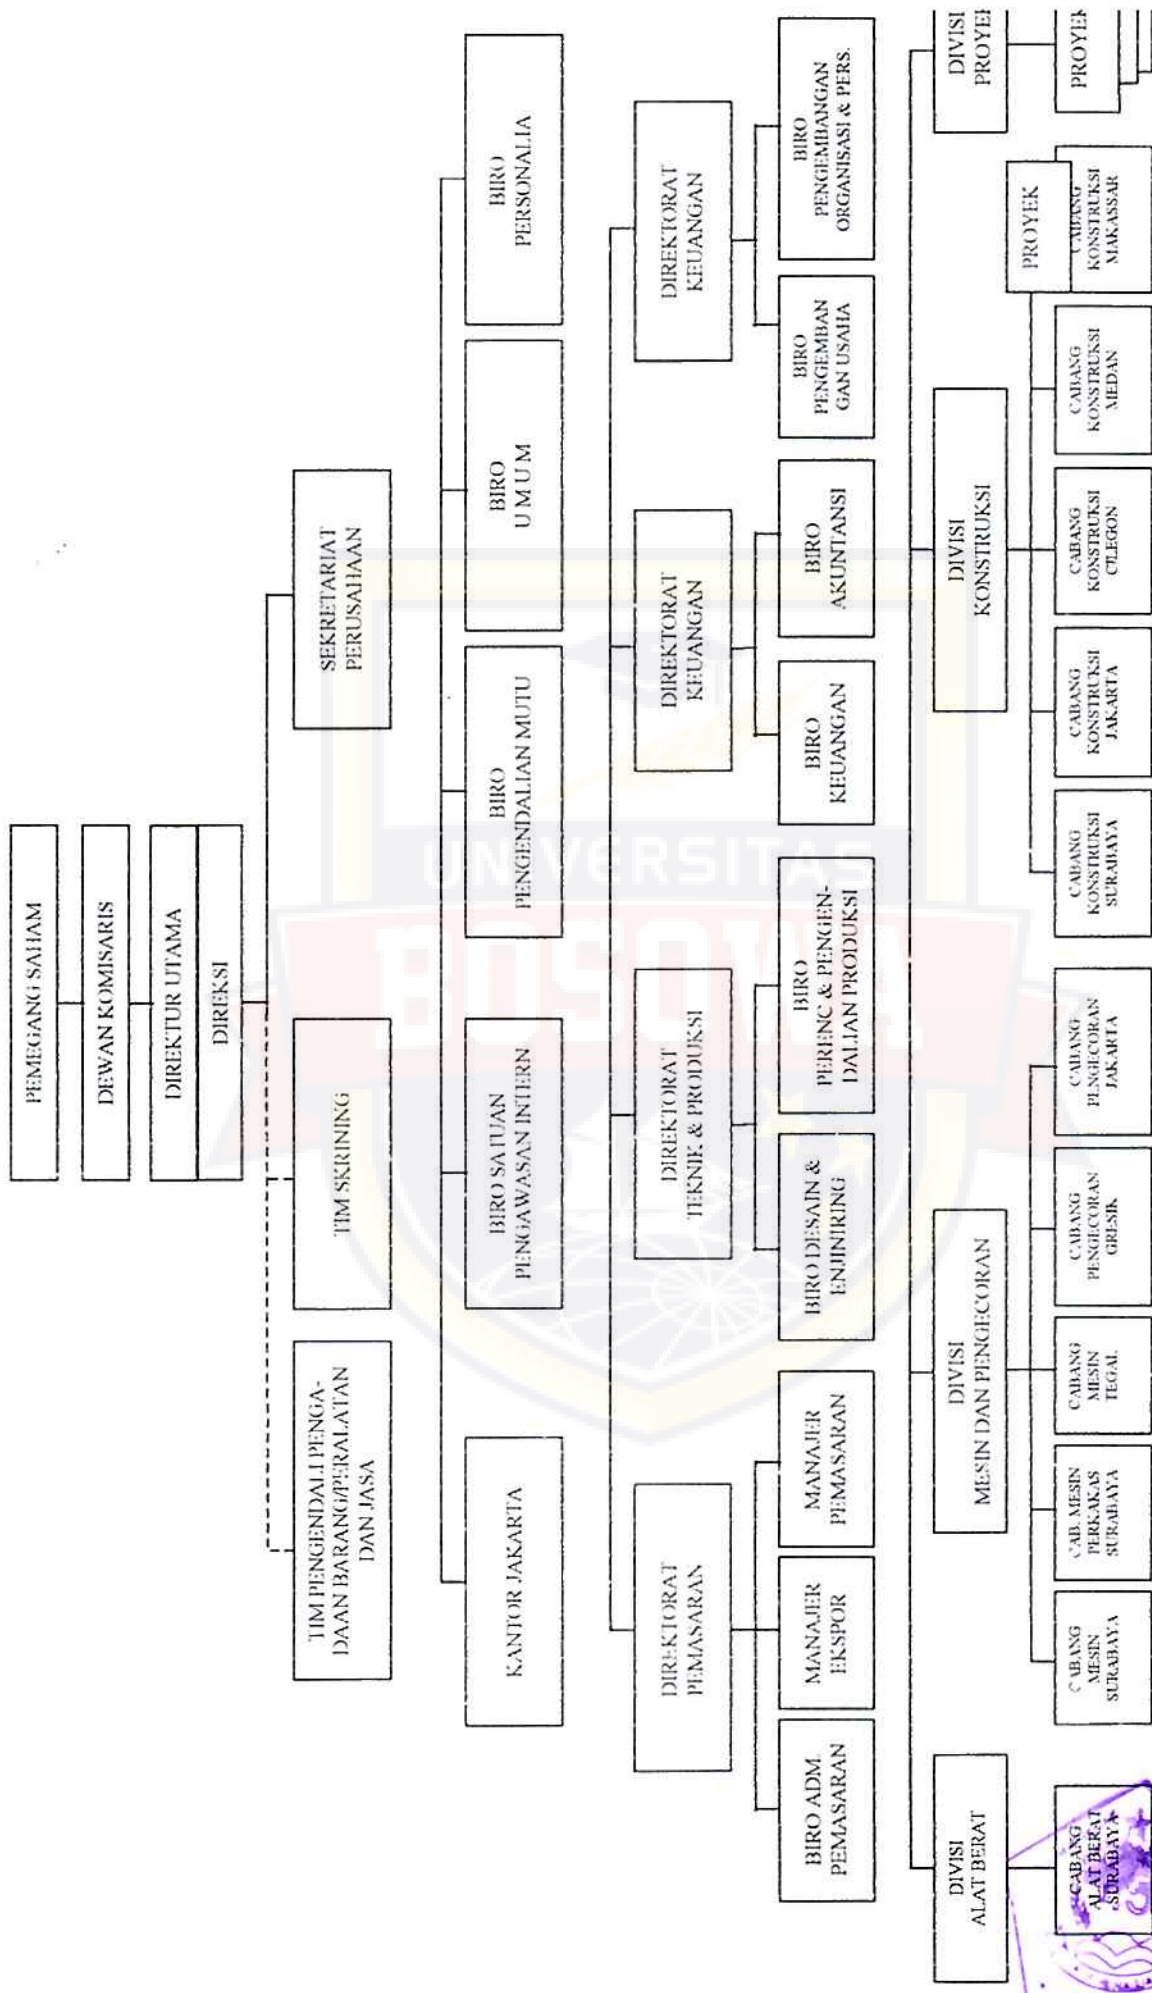 PEMEGANG SAHAM
DEWAN KOMISARIS
DIREKTUR UTAMA
DIREKSI
TIM PENGENDALI PENGA-
DAAN BARANG/PERALATAN
DAN JASA
TIM SKRINING
SEKRETARIAT
PERUSAHAAN
KANTOR JAKARTA
BIRO SATUAN
PENGAWASAN INTERN
BIRO
PENGENDALIAN MUTU
BIRO
U M U M
BIRO
PERSONALIA
DIREKTORAT
PEMASARAN
DIREKTORAT
TEKNIK & PRODUKSI
DIREKTORAT
KEUANGAN
DIREKTORAT
KEUANGAN
BIRO ADM.
PEMASARAN
MANAJER
EKSPOR
MANAJER
PEMASARAN
BIRO DESAIN &
ENJINIRING
BIRO
PERENC & PENGEN-
DALIAN PRODUKSI
BIRO
KEUANGAN
BIRO
AKUNTANSI
BIRO
PENGEMBAN
GAN USAHA
BIRO
PENGEMBANGAN
ORGANISASI & PERS.
DIVISI
ALAT BERAT
DIVISI
MESIN DAN PENGECORAN
DIVISI
KONSTRUKSI
DIVISI
PROYEK
CABANG
ALAT BERAT
SURABAYA
CABANG
MESIN
SURABAYA
CAB. MESIN
PERKAKAS
SURABAYA
CABANG
MESIN
TEGAL
CABANG
PENGECORAN
GRESIK
CABANG
PENGECORAN
JAKARTA
CABANG
KONSTRUKSI
SURABAYA
CABANG
KONSTRUKSI
JAKARTA
CABANG
KONSTRUKSI
CILEGON
CABANG
KONSTRUKSI
MEDAN
PROYEK
CABANG
KONSTRUKSI
MAKASSAR
PROYEK
UNIVERSITAS
BOSOWA